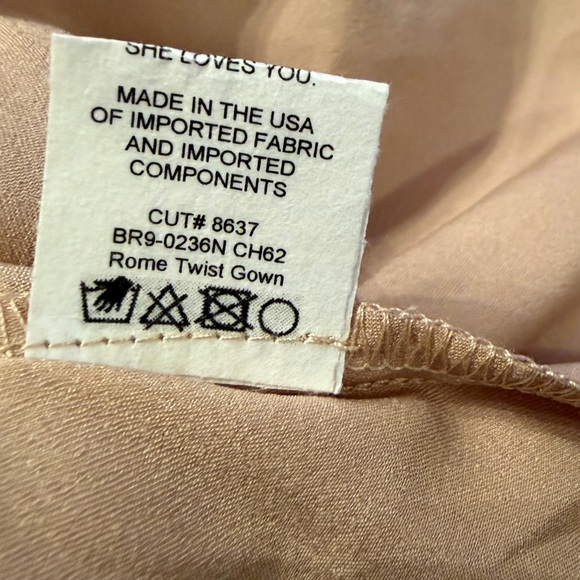 SHE LOVES YOU.
MADE IN THE USA
OF IMPORTED FABRIC
AND IMPORTED
COMPONENTS
CUT# 8637
BR9-0236N CH62
Rome Twist Gown